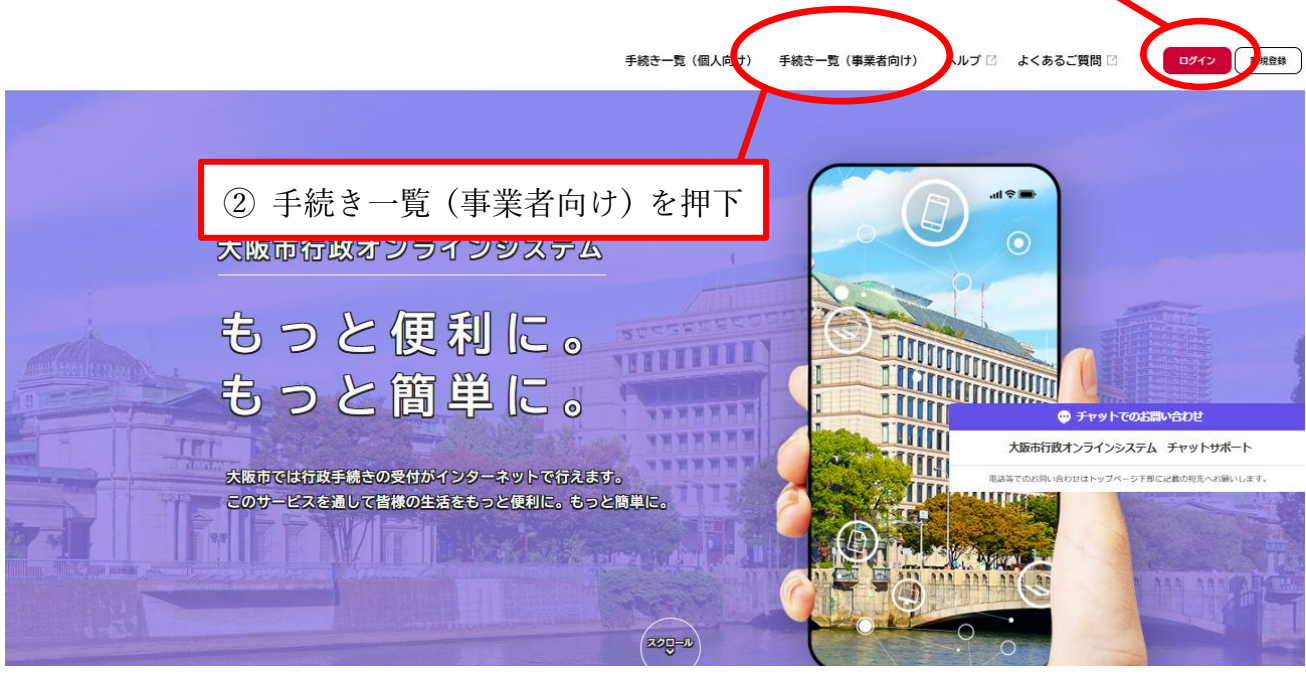 手続き一覧（個人向け） 手続き一覧（事業者向け） ヘルプ よくあるご質問 ログイン 新規登録
② 手続き一覧（事業者向け）を押下
大阪市行政オンラインシステム
もっと便利に。
もっと簡単に。
大阪市では行政手続きの受付がインターネットで行えます。
このサービスを通して皆様の生活をもっと便利に。もっと簡単に。
チャットでのお問い合わせ
大阪市行政オンラインシステム チャットサポート
電話等でのお問い合わせはトップページ下部に記載の宛先へお願いします。
スクロール